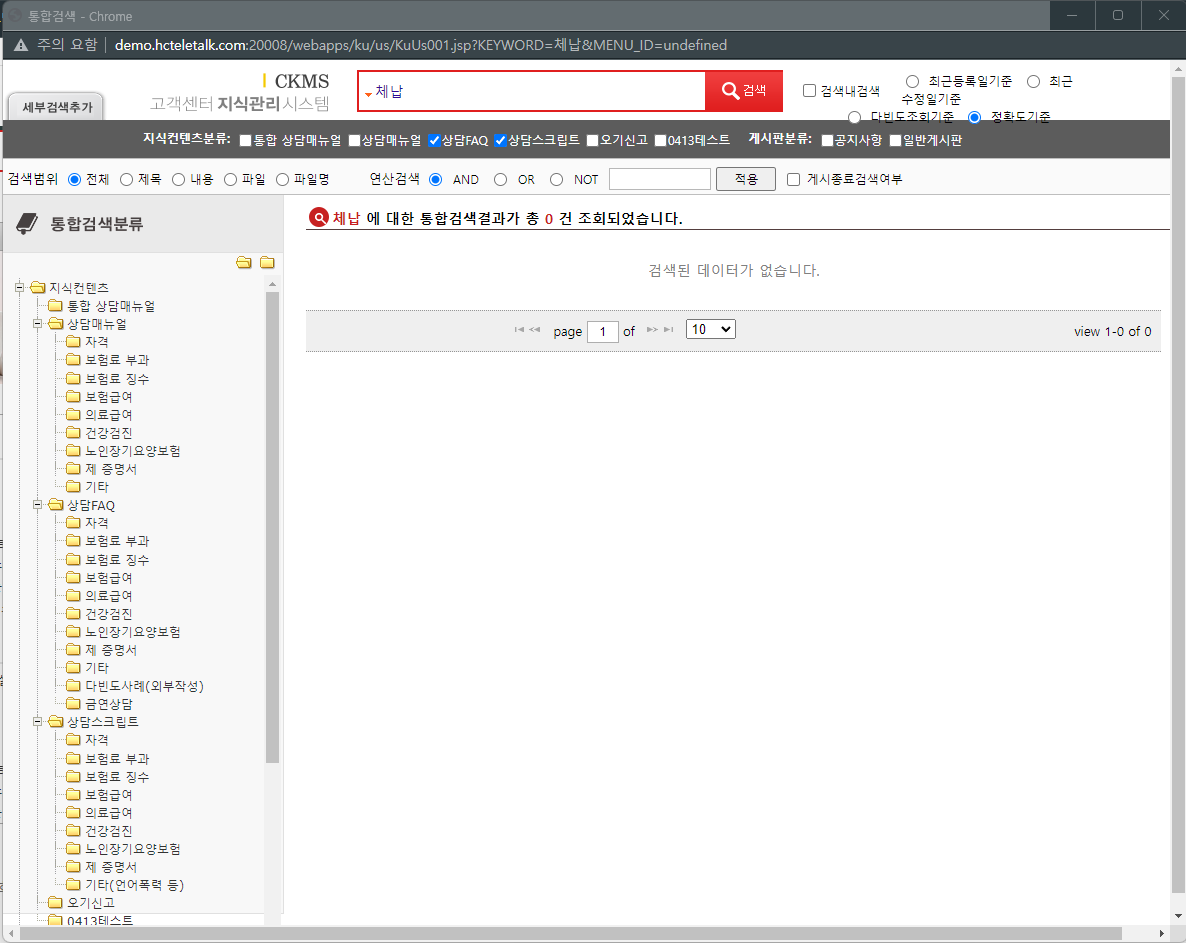 통합검색 - Chrome
주의 요함 demo.hcteletalk.com:20008/webapps/ku/us/KuUs001.jsp?KEYWORD=체납&MENU_ID=undefined
세부검색추가
CKMS
고객센터 지식관리시스템
체납
검색
검색내검색
최근등록일기준 최근
수정일기준
다빈도조회기준 정확도기준
지식컨텐츠분류: 통합 상담매뉴얼 상담매뉴얼 상담FAQ 상담스크립트 오기신고 0413테스트 게시판분류: 공지사항 일반게시판
검색범위 전체 제목 내용 파일 파일명 연산검색 AND OR NOT 적용 게시종료검색여부
통합검색분류
지식컨텐츠
통합 상담매뉴얼
상담매뉴얼
자격
보험료 부과
보험료 징수
보험급여
의료급여
건강검진
노인장기요양보험
제 증명서
기타
상담FAQ
자격
보험료 부과
보험료 징수
보험급여
의료급여
건강검진
노인장기요양보험
제 증명서
기타
다빈도사례(외부작성)
금연상담
상담스크립트
자격
보험료 부과
보험료 징수
보험급여
의료급여
건강검진
노인장기요양보험
제 증명서
기타(언어폭력 등)
오기신고
0413테스트
체납 에 대한 통합검색결과가 총 0 건 조회되었습니다.
검색된 데이터가 없습니다.
page 1 of 10 view 1-0 of 0